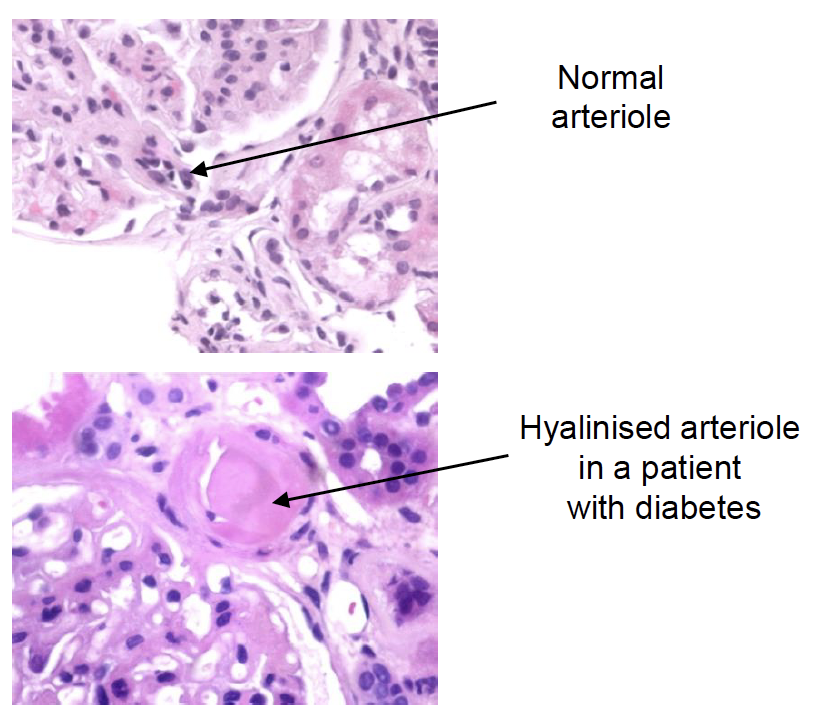 Normal
arteriole
Hyalinised arteriole
in a patient
with diabetes